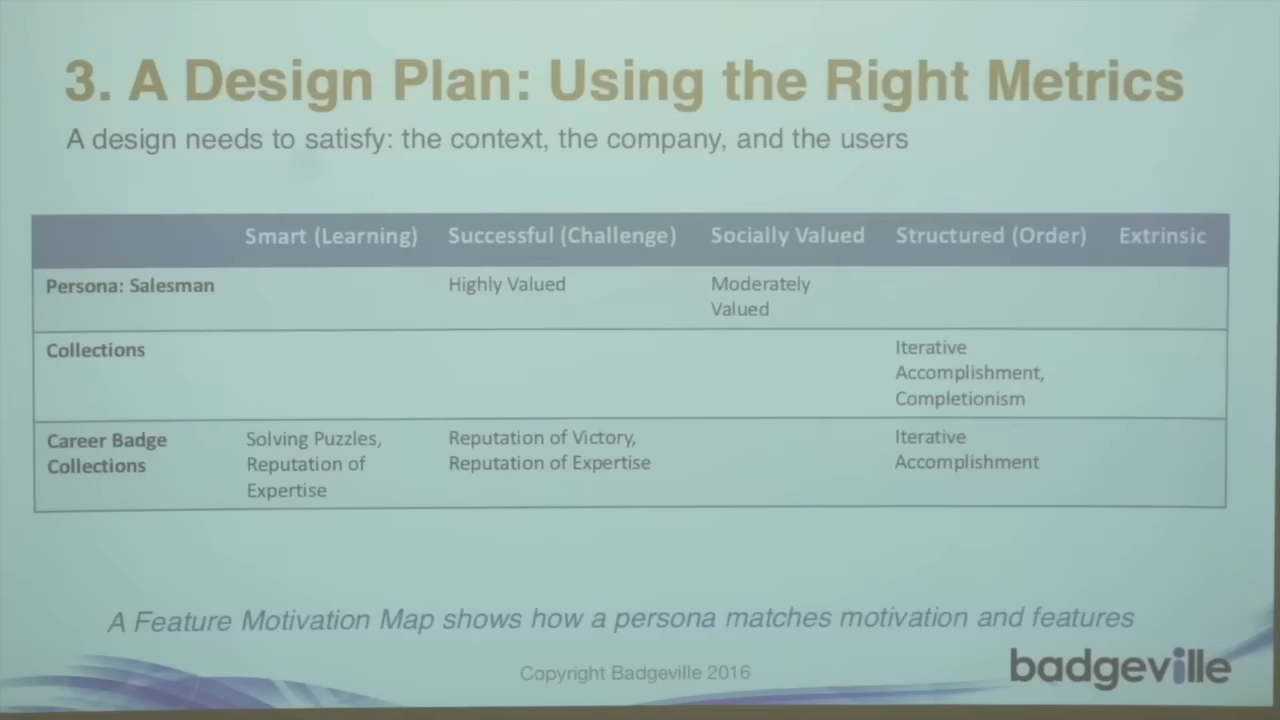 3. A Design Plan: Using the Right Metrics
A design needs to satisfy: the context, the company, and the users
Smart (Learning) Successful (Challenge) Socially Valued Structured (Order) Extrinsic
Persona: Salesman Highly Valued Moderately
Valued
Collections Iterative
Accomplishment,
Completionism
Career Badge Solving Puzzles, Reputation of Victory, Iterative
Collections Reputation of Reputation of Expertise Accomplishment
Expertise
A Feature Motivation Map shows how a persona matches motivation and features
Copyright Badgeville 2016
badgeville